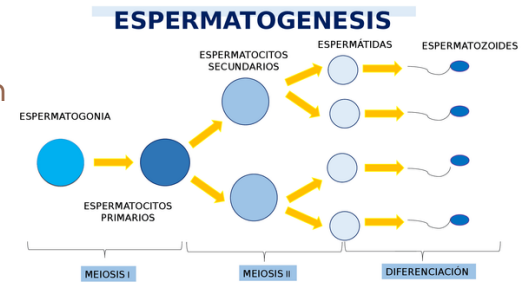 ESPERMATOGENESIS
ESPERMATOCITOS
SECUNDARIOS
ESPERMÁTIDAS
ESPERMATOZOIDES
n
ESPERMATOGONIA
ESPERMATOCITOS
PRIMARIOS
MEIOSIS I
MEIOSIS II
DIFERENCIACIÓN